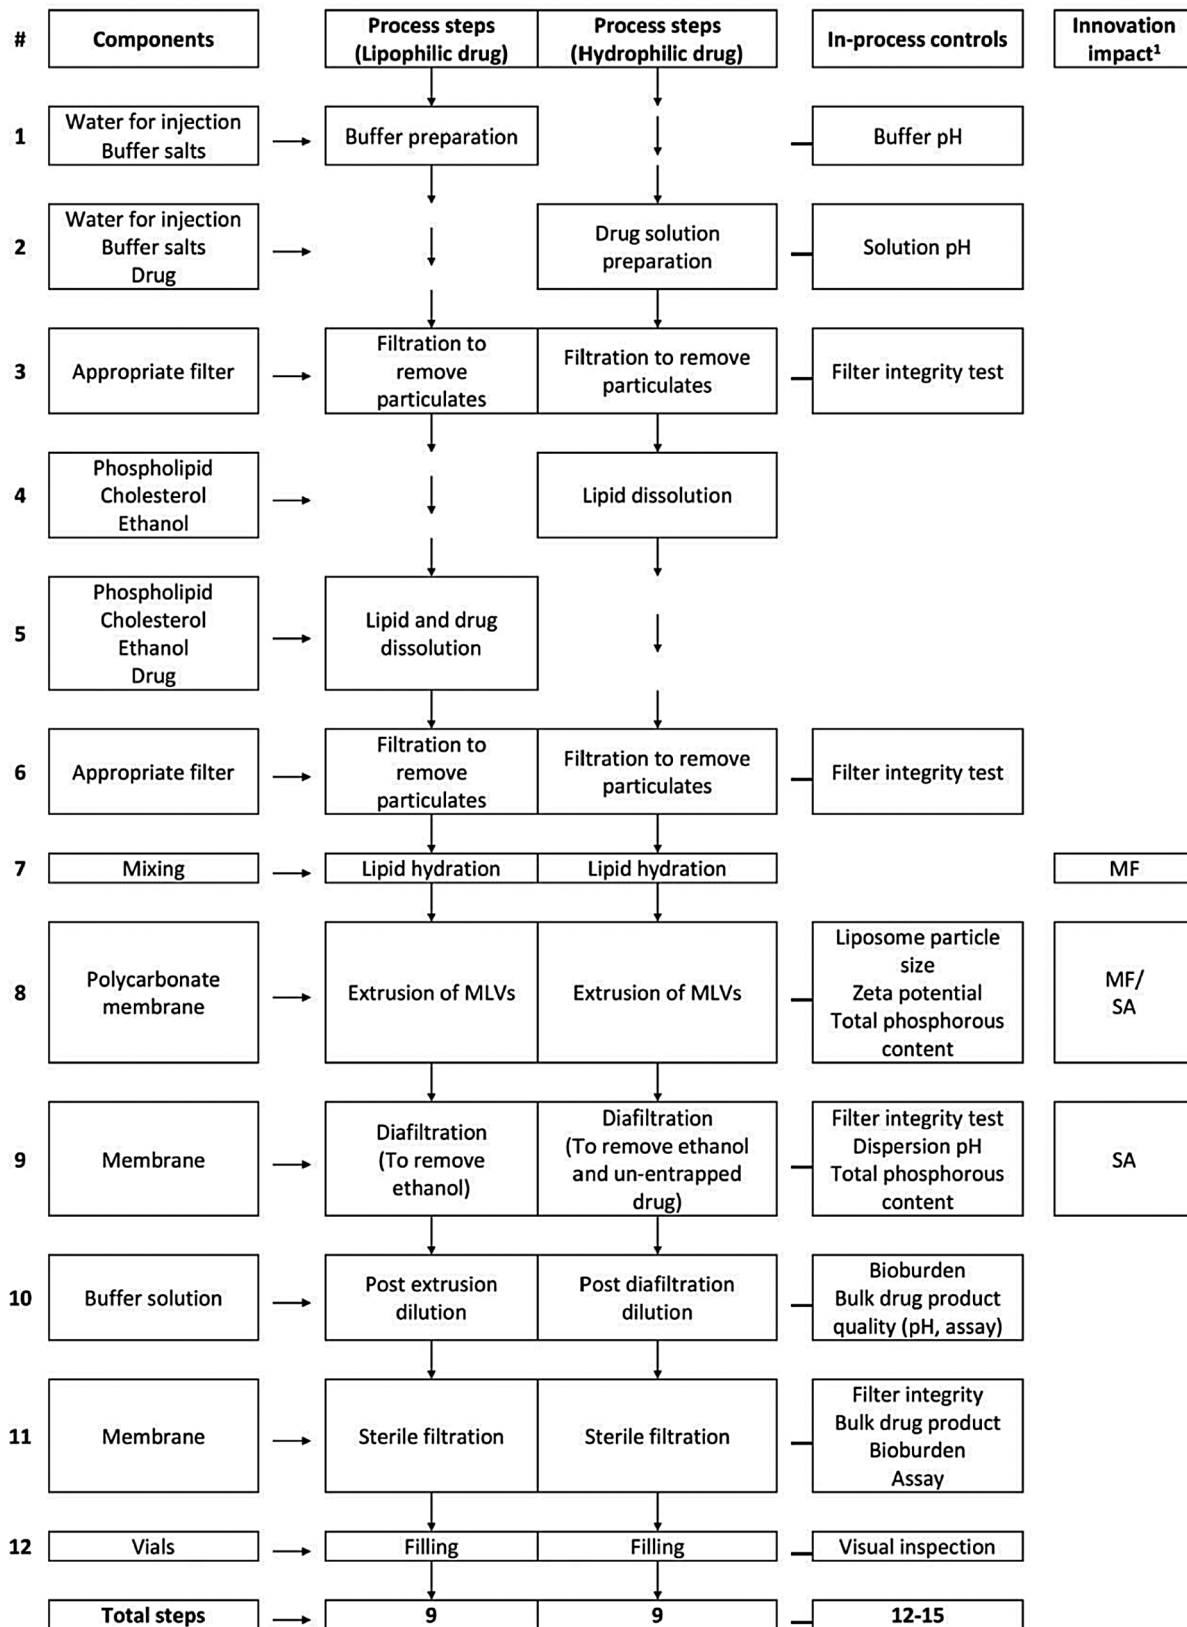 #
Components
Process steps
(Lipophilic drug)
Process steps
(Hydrophilic drug)
In-process controls
Innovation
impact¹
1
Water for injection
Buffer salts
Buffer preparation
Buffer pH
2
Water for injection
Buffer salts
Drug
Drug solution
preparation
Solution pH
3
Appropriate filter
Filtration to
remove
particulates
Filtration to remove
particulates
Filter integrity test
4
Phospholipid
Cholesterol
Ethanol
Lipid dissolution
5
Phospholipid
Cholesterol
Ethanol
Drug
Lipid and drug
dissolution
6
Appropriate filter
Filtration to
remove
particulates
Filtration to remove
particulates
Filter integrity test
7
Mixing
Lipid hydration
Lipid hydration
MF
8
Polycarbonate
membrane
Extrusion of MLVs
Extrusion of MLVs
Liposome particle
size
Zeta potential
Total phosphorous
content
MF/
SA
9
Membrane
Diafiltration
(To remove
ethanol)
Diafiltration
(To remove ethanol
and un-entrapped
drug)
Filter integrity test
Dispersion pH
Total phosphorous
content
SA
10
Buffer solution
Post extrusion
dilution
Post diafiltration
dilution
Bioburden
Bulk drug product
quality (pH, assay)
11
Membrane
Sterile filtration
Sterile filtration
Filter integrity
Bulk drug product
Bioburden
Assay
12
Vials
Filling
Filling
Visual inspection
Total steps
9
9
12-15